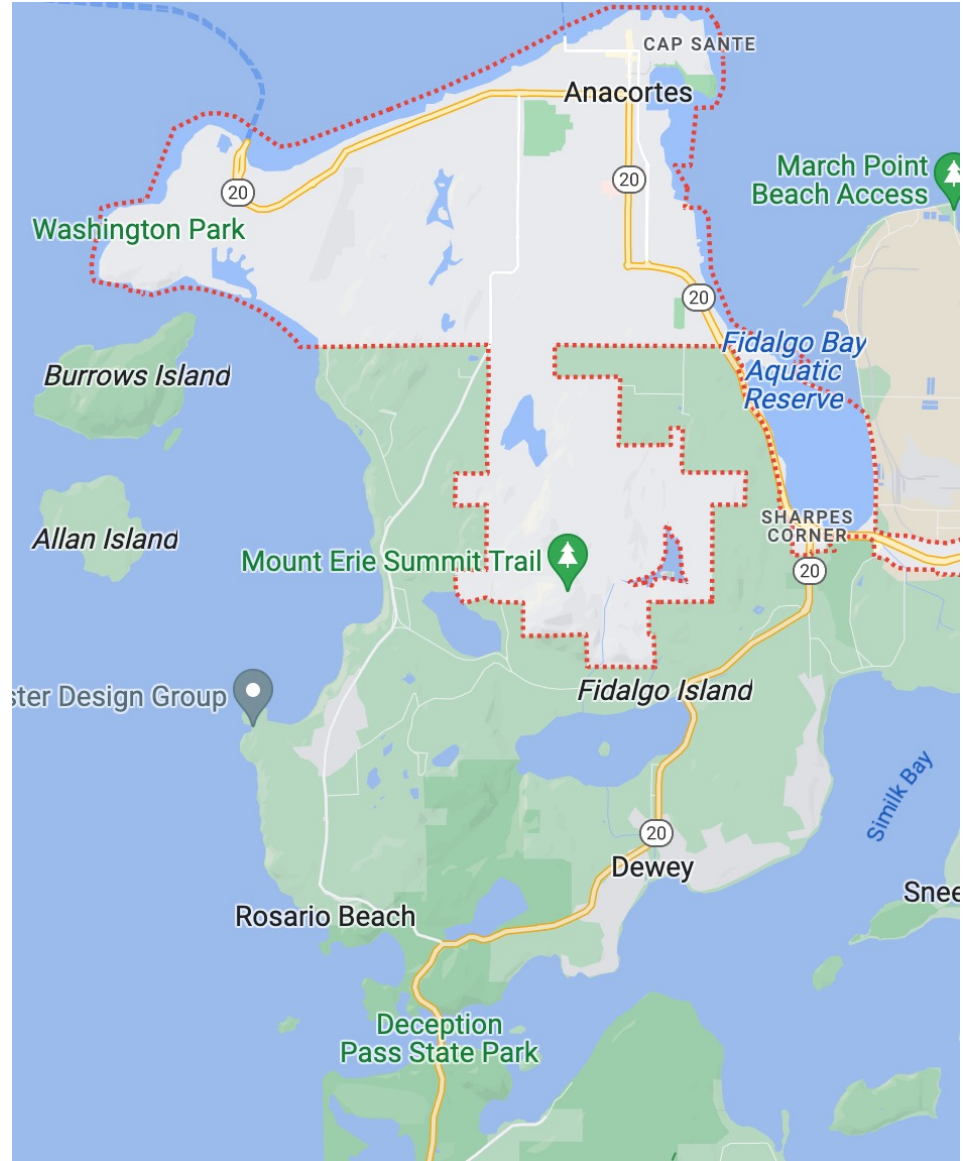 CAP SANTE
Anacortes
March Point
Beach Access
20
20
Washington Park
20
Fidalgo Bay
Aquatic
Reserve
Burrows Island
SHARPES
CORNER
Allan Island
Mount Erie Summit Trail
20
ster Design Group
Fidalgo Island
Similk Bay
20
Dewey
Snee
Rosario Beach
Deception
Pass State Park